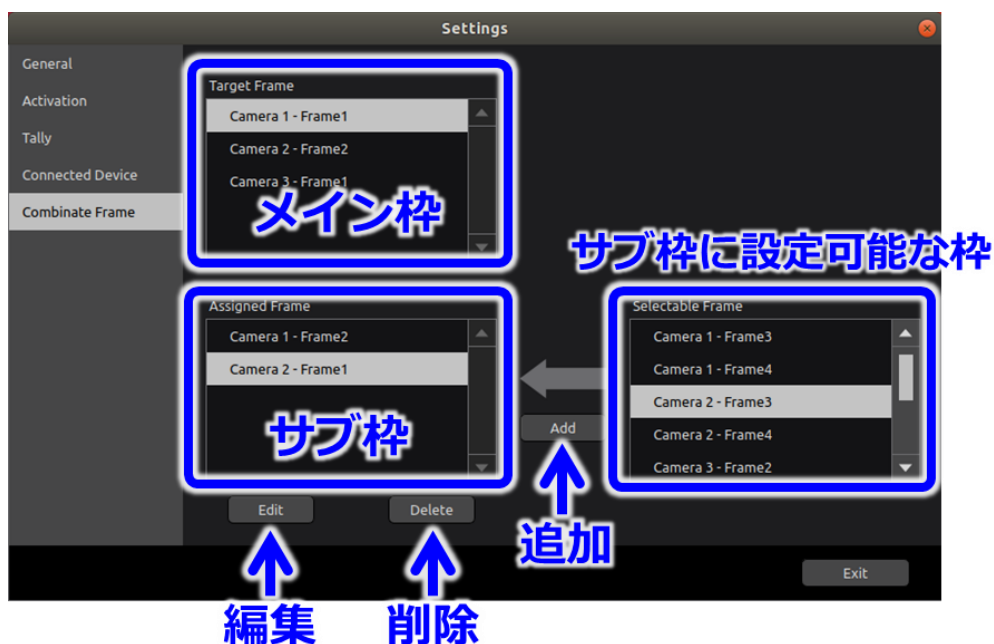 Settings
General
Activation
Tally
Connected Device
Combinate Frame
Target Frame
Camera 1 - Frame1
Camera 2 - Frame2
Camera 3 - Frame1
メイン枠
サブ枠に設定可能な枠
Assigned Frame
Camera 1 - Frame2
Camera 2 - Frame1
サブ枠
Add
追加
Selectable Frame
Camera 1 - Frame3
Camera 1 - Frame4
Camera 2 - Frame3
Camera 2 - Frame4
Camera 3 - Frame2
Edit
Delete
編集
削除
Exit